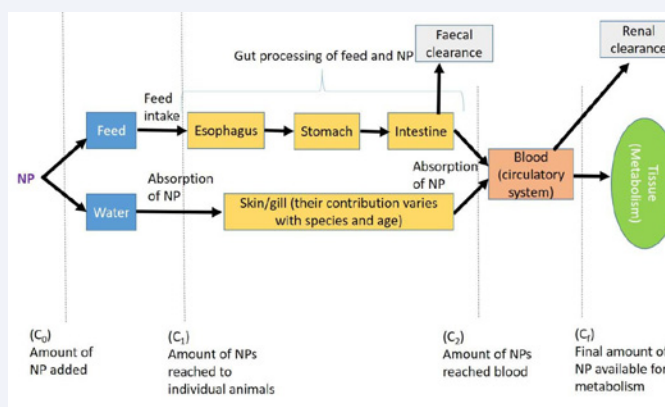 Faecal
clearance
Renal
clearance
Gut processing of feed and NP
Feed
intake
Feed
Esophagus
Stomach
Intestine
NP
Absorption
of NP
Absorption
of NP
Blood
(circulatory
system)
Tissue
(Metabolism)
Water
Skin/gill (their contribution varies
with species and age)
(C₀)
Amount of
NP added
(C₁)
Amount of NPs
reached to
individual animals
(C₂)
Amount of NPs
reached blood
(Cf)
Final amount of
NP available for
metabolism